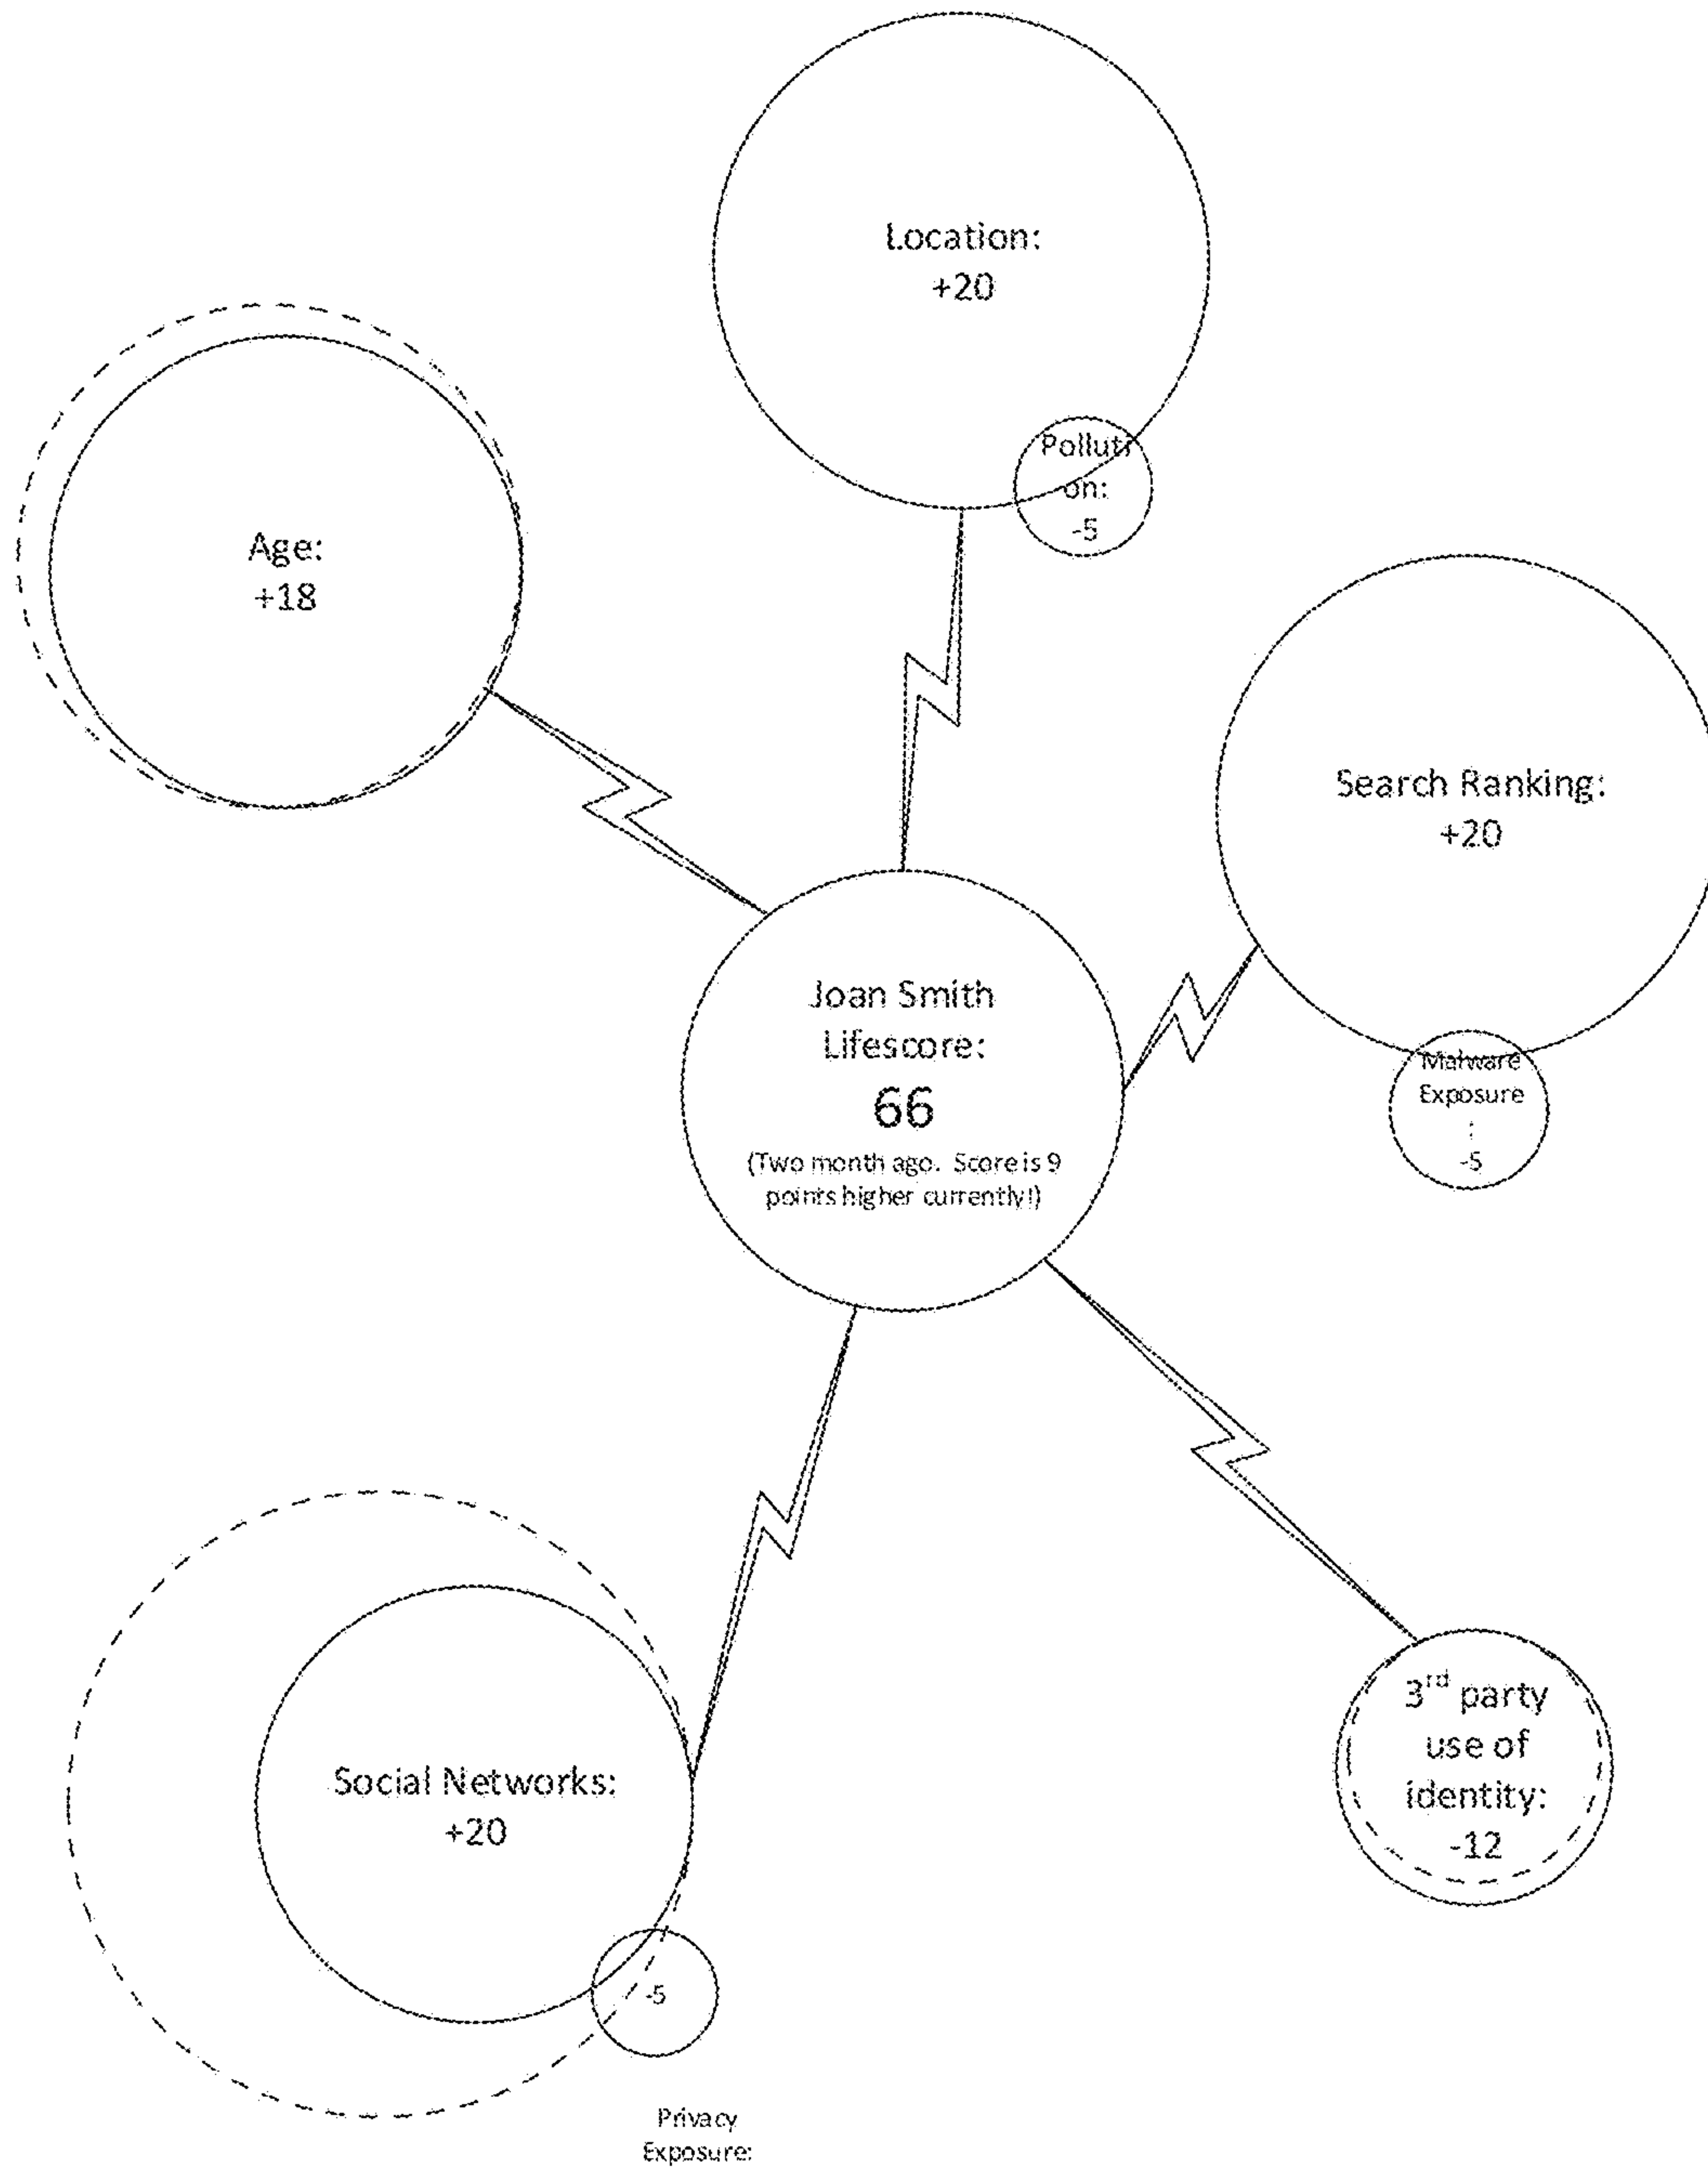 Location:
+20
Polluti
on:
-5
Age:
+18
Search Ranking:
+20
Malware
Exposure
:
-5
Joan Smith
Lifescore:
66
(Two month ago. Score is 9
points higher currently!)
Social Networks:
+20
-5
Privacy
Exposure:
3rd party
use of
identity:
-12